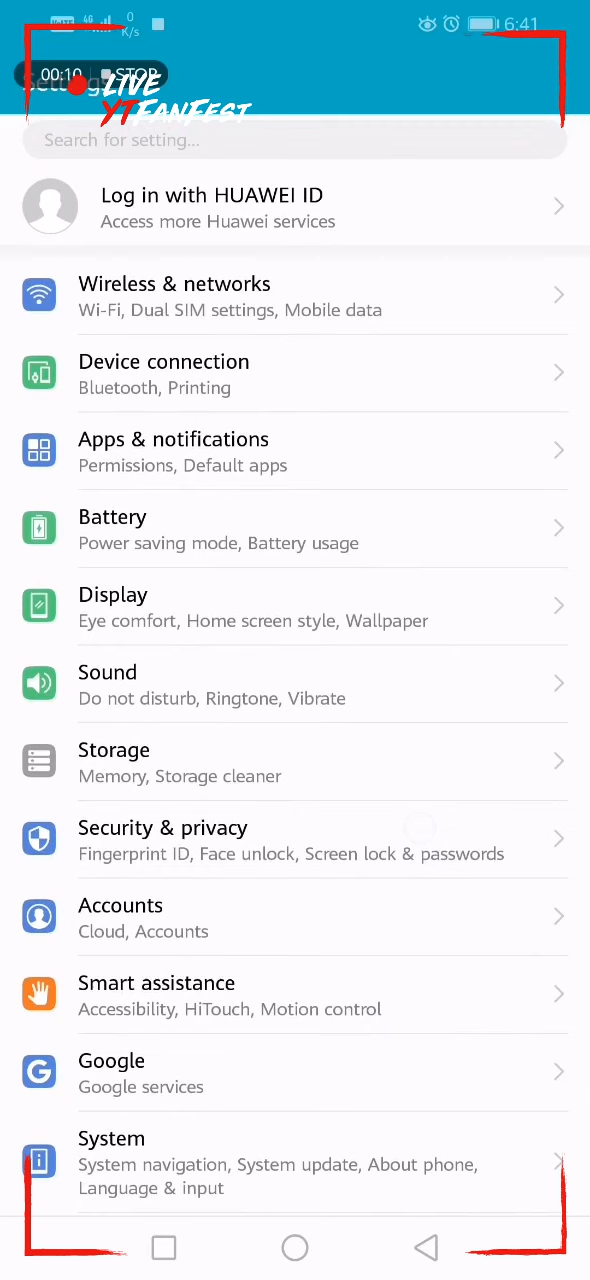 VoLTE 4G 0 K/s 6:41
00:10 STOP
Settings
LIVE
YTFANFEST
Search for setting...
Log in with HUAWEI ID
Access more Huawei services
Wireless & networks
Wi-Fi, Dual SIM settings, Mobile data
Device connection
Bluetooth, Printing
Apps & notifications
Permissions, Default apps
Battery
Power saving mode, Battery usage
Display
Eye comfort, Home screen style, Wallpaper
Sound
Do not disturb, Ringtone, Vibrate
Storage
Memory, Storage cleaner
Security & privacy
Fingerprint ID, Face unlock, Screen lock & passwords
Accounts
Cloud, Accounts
Smart assistance
Accessibility, HiTouch, Motion control
Google
Google services
System
System navigation, System update, About phone,
Language & input